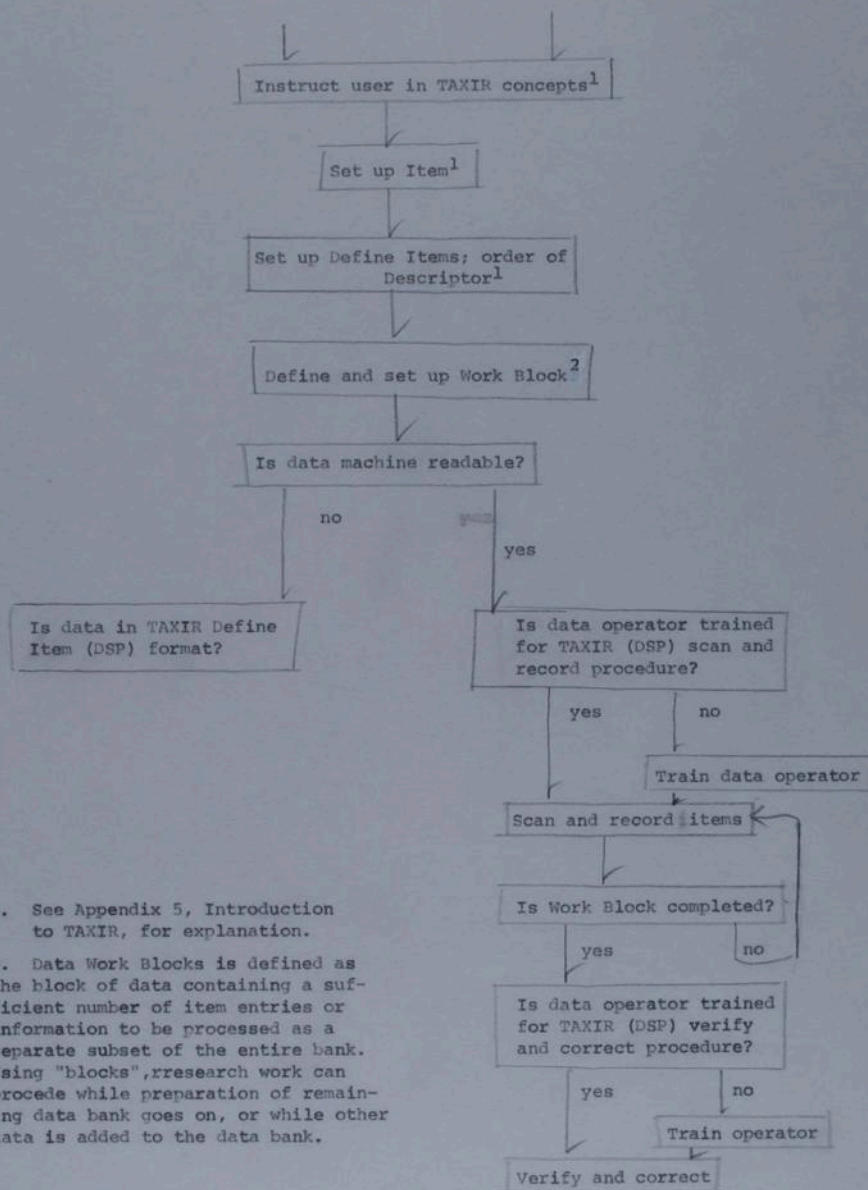 Instruct user in TAXIR concepts1
Set up Item1
Set up Define Items; order of
Descriptor1
Define and set up Work Block2
Is data machine readable?
no
yes
yes
Is data in TAXIR Define
Item (DSP) format?
Is data operator trained
for TAXIR (DSP) scan and
record procedure?
yes
no
Train data operator
Scan and record items
Is Work Block completed?
yes
no
Is data operator trained
for TAXIR (DSP) verify
and correct procedure?
yes
no
Train operator
Verify and correct
. See Appendix 5, Introduction
to TAXIR, for explanation.
. Data Work Blocks is defined as
he block of data containing a suf-
icient number of item entries or
nformation to be processed as a
eparate subset of the entire bank.
sing "blocks",rresearch work can
rocede while preparation of remain-
ng data bank goes on, or while other
ata is added to the data bank.